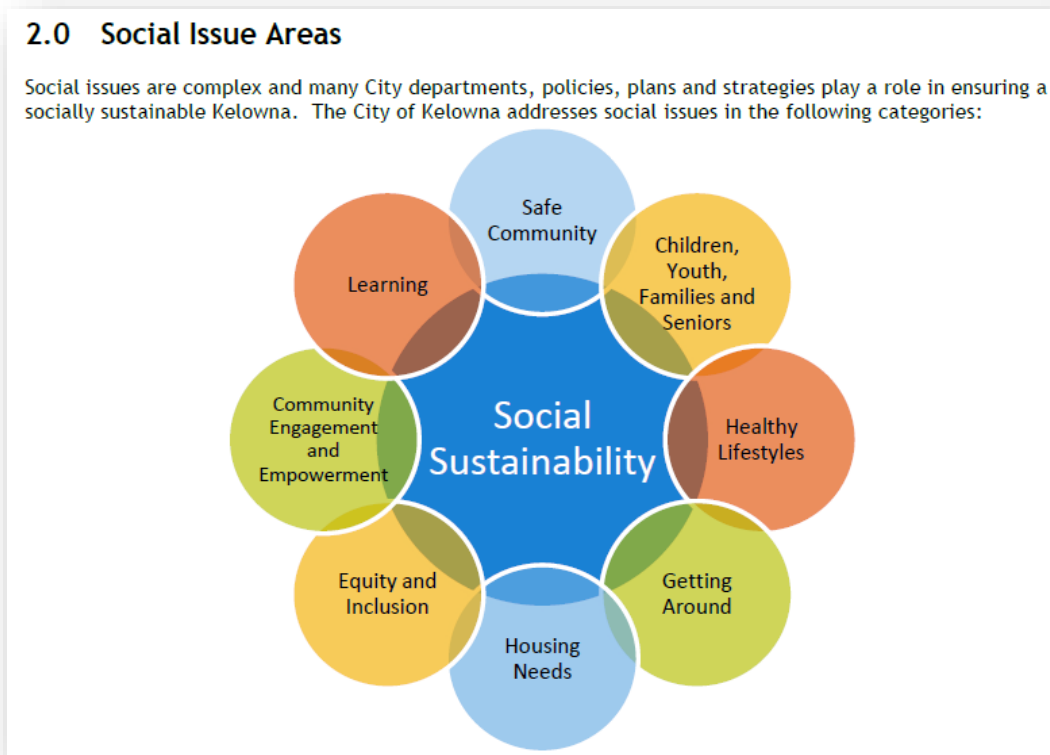 2.0 Social Issue Areas
Social issues are complex and many City departments, policies, plans and strategies play a role in ensuring a
socially sustainable Kelowna. The City of Kelowna addresses social issues in the following categories:
Safe
Community
Children,
Youth,
Families and
Seniors
Learning
Healthy
Lifestyles
Community
Engagement
and
Empowerment
Social
Sustainability
Getting
Around
Equity and
Inclusion
Housing
Needs